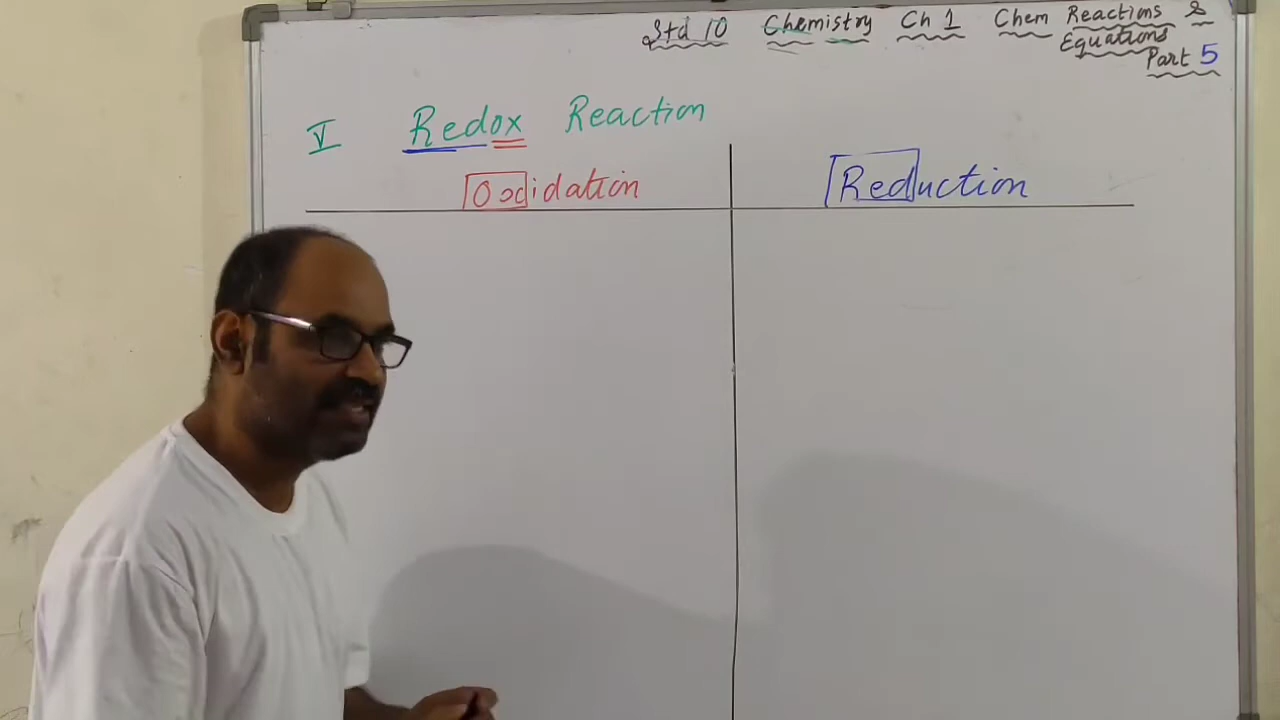 Std 10 Chemistry Ch 1 Chem Reactions &
Equations
Part 5
V Redox Reaction
Oxidation Reduction